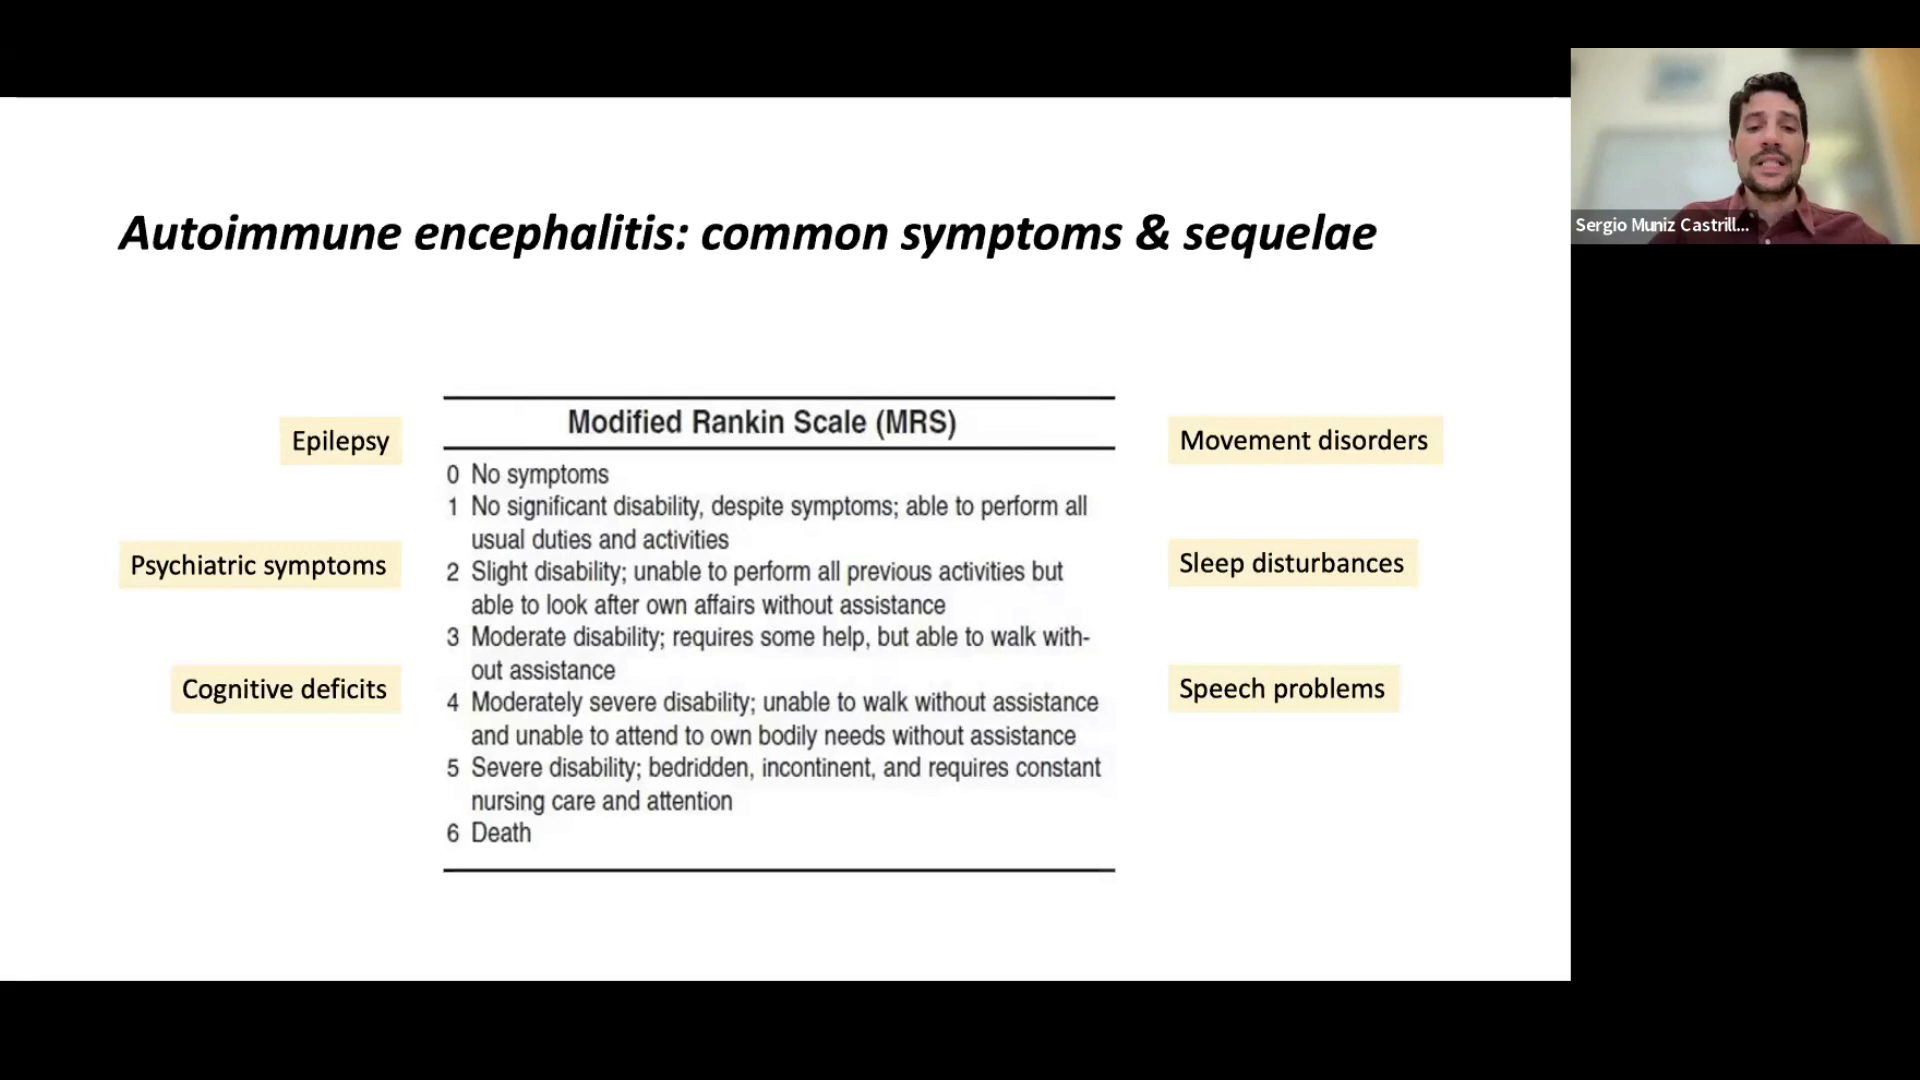 Autoimmune encephalitis: common symptoms & sequelae
Sergio Muniz Castrill...
Epilepsy
Psychiatric symptoms
Cognitive deficits
Modified Rankin Scale (MRS)
0 No symptoms
1 No significant disability, despite symptoms; able to perform all
usual duties and activities
2 Slight disability; unable to perform all previous activities but
able to look after own affairs without assistance
3 Moderate disability; requires some help, but able to walk with-
out assistance
4 Moderately severe disability; unable to walk without assistance
and unable to attend to own bodily needs without assistance
5 Severe disability; bedridden, incontinent, and requires constant
nursing care and attention
6 Death
Movement disorders
Sleep disturbances
Speech problems